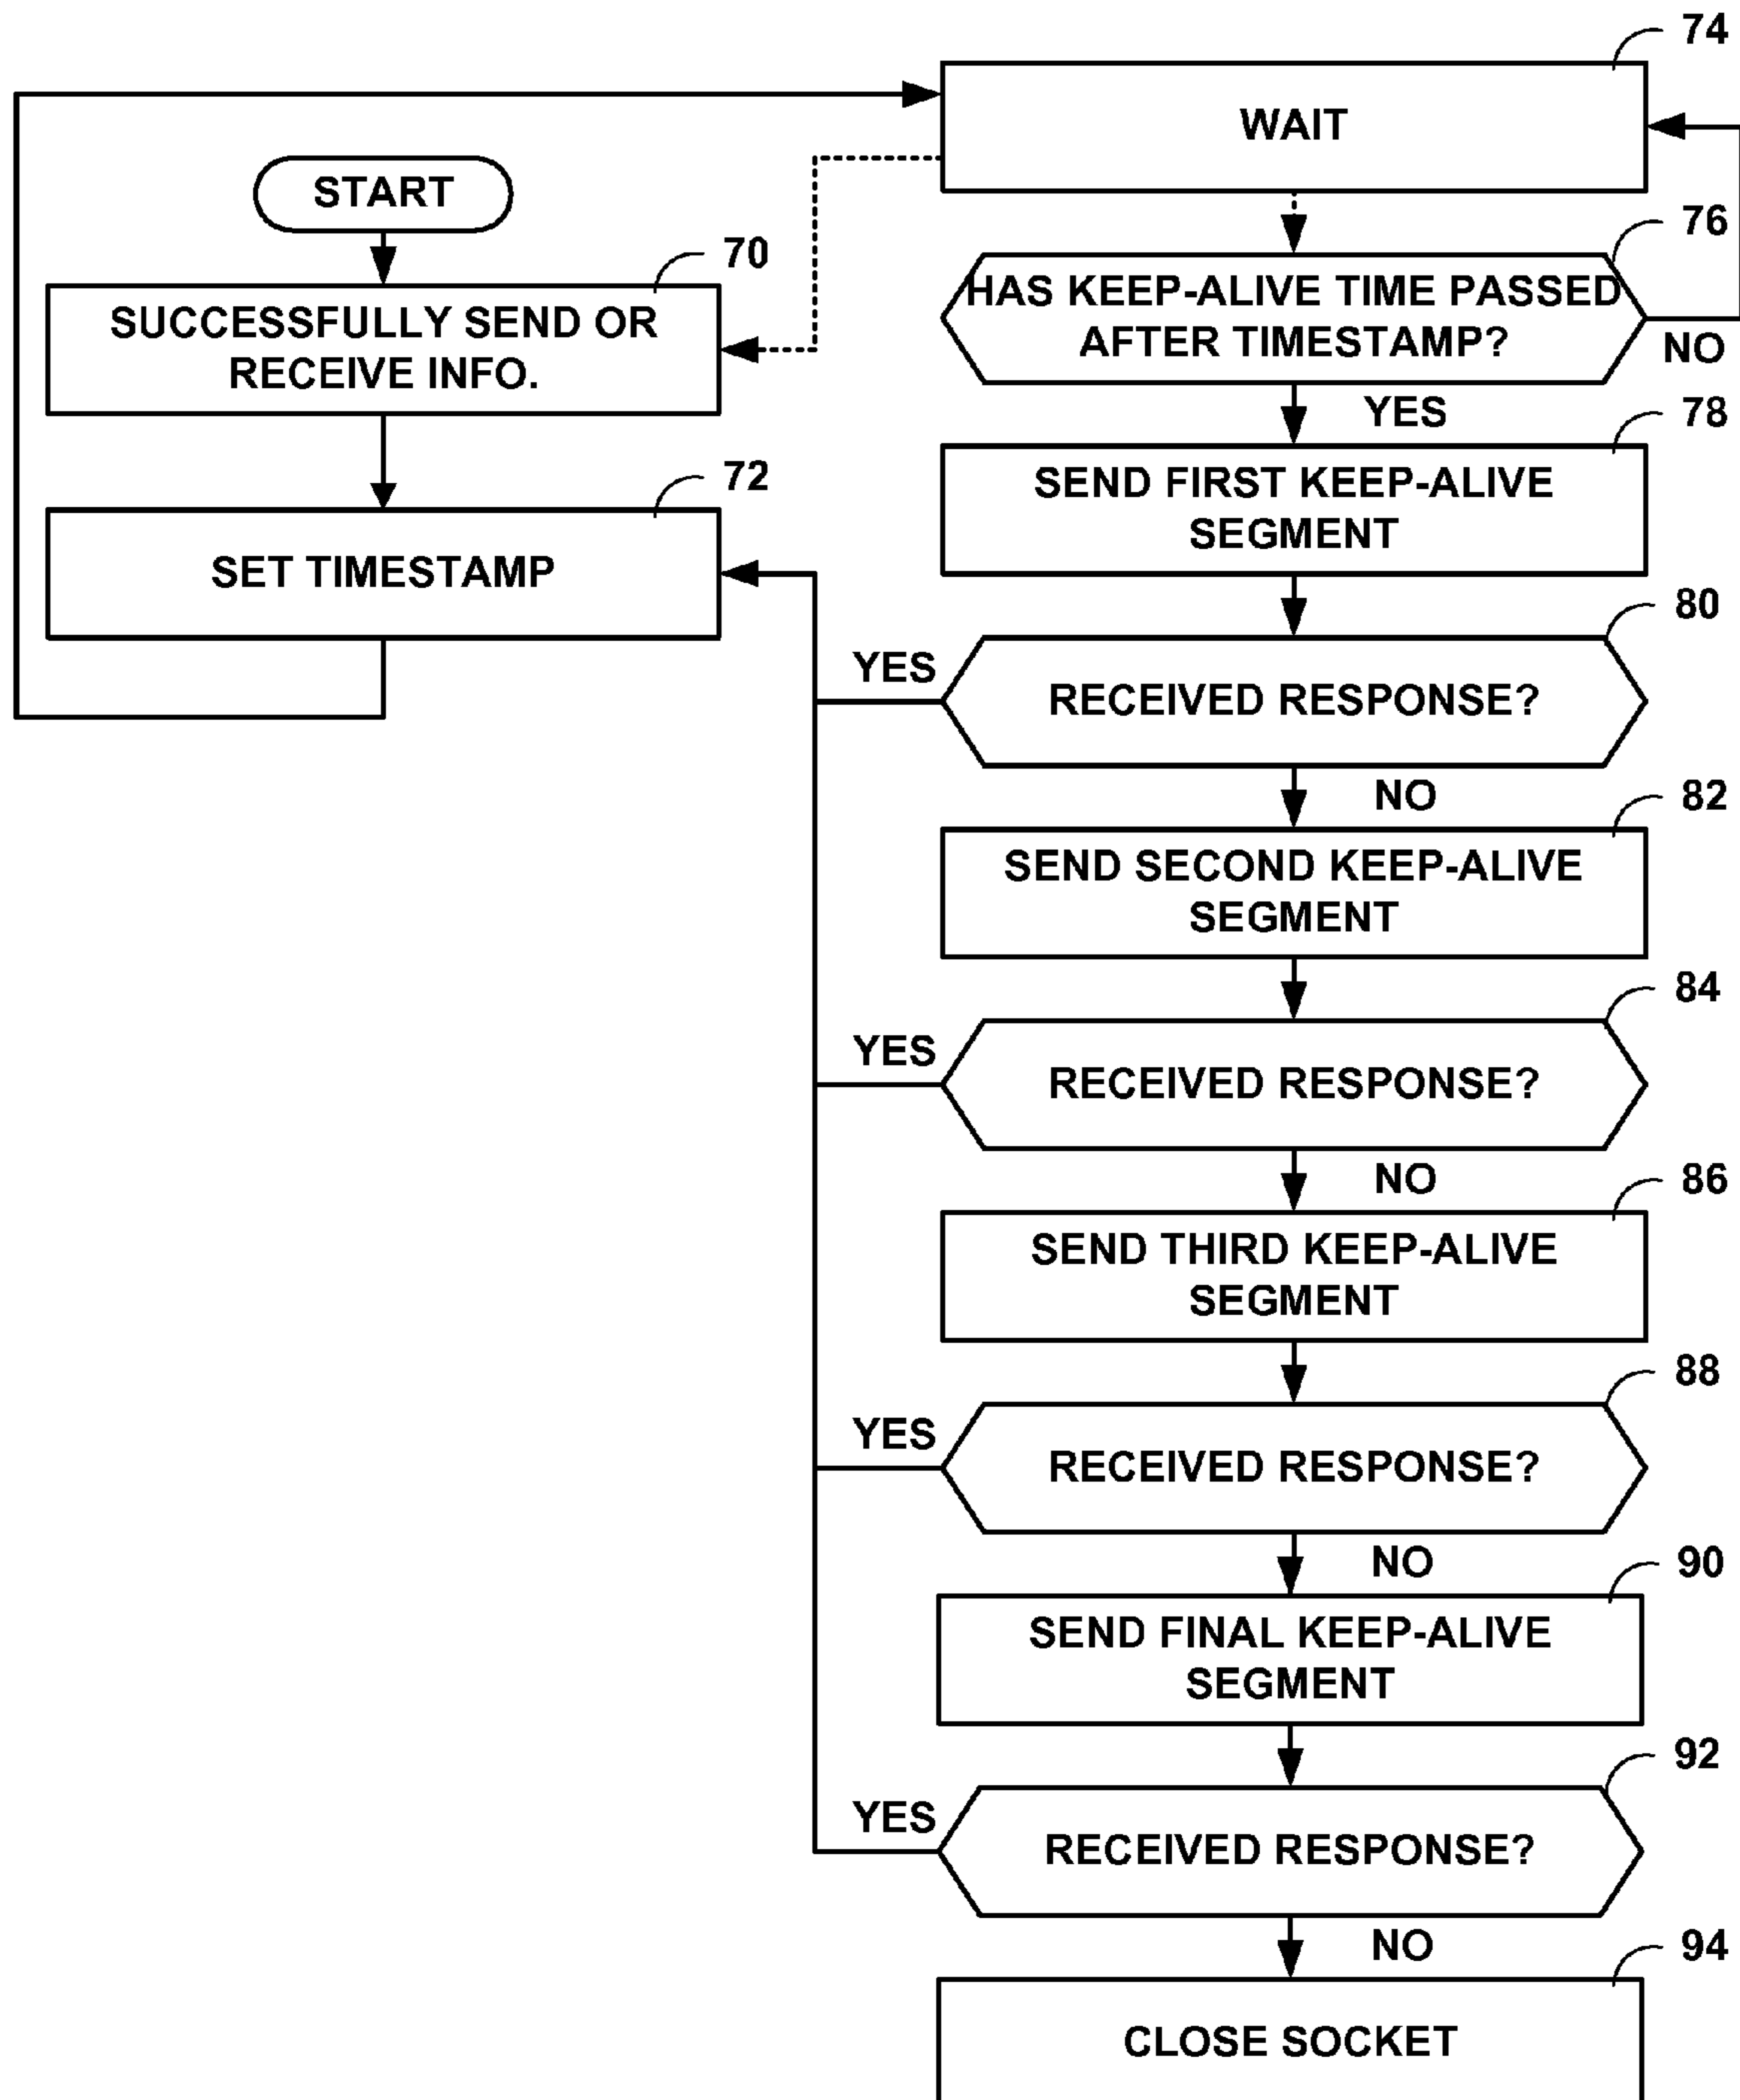 74
WAIT
START
76
70
HAS KEEP-ALIVE TIME PASSED
AFTER TIMESTAMP?
NO
SUCCESSFULLY SEND OR
RECEIVE INFO.
YES
78
72
SEND FIRST KEEP-ALIVE
SEGMENT
SET TIMESTAMP
80
YES
RECEIVED RESPONSE?
NO
82
SEND SECOND KEEP-ALIVE
SEGMENT
84
YES
RECEIVED RESPONSE?
NO
86
SEND THIRD KEEP-ALIVE
SEGMENT
88
YES
RECEIVED RESPONSE?
NO
90
SEND FINAL KEEP-ALIVE
SEGMENT
92
YES
RECEIVED RESPONSE?
NO
94
CLOSE SOCKET